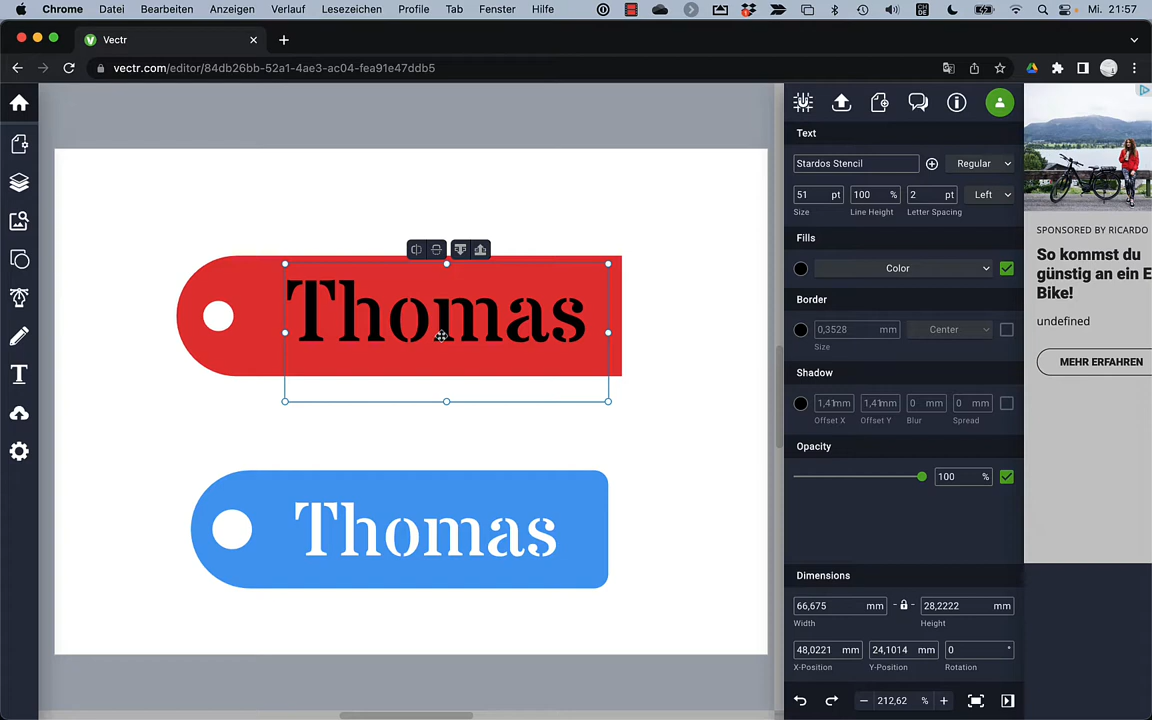 Chrome Datei Bearbeiten Anzeigen Verlauf Lesezeichen Profile Tab Fenster Hilfe CH DE Mi. 21:57
Vectr
vectr.com/editor/84db26bb-52a1-4ae3-ac04-fea91e47ddb5
Text
Stardos Stencil Regular
51 pt 100 % 2 pt Left
Size Line Height Letter Spacing
Fills
Color
Border
0,3528 mm Center
Size
Shadow
1,41mm 1,41mm 0 mm 0 mm
Offset X Offset Y Blur Spread
Opacity
100 %
Dimensions
66,675 mm 28,2222 mm
Width Height
48,0221 mm 24,1014 mm 0 °
X-Position Y-Position Rotation
212,62 %
Thomas
Thomas
SPONSORED BY RICARDO
So kommst du
günstig an ein E
Bike!
undefined
MEHR ERFAHREN